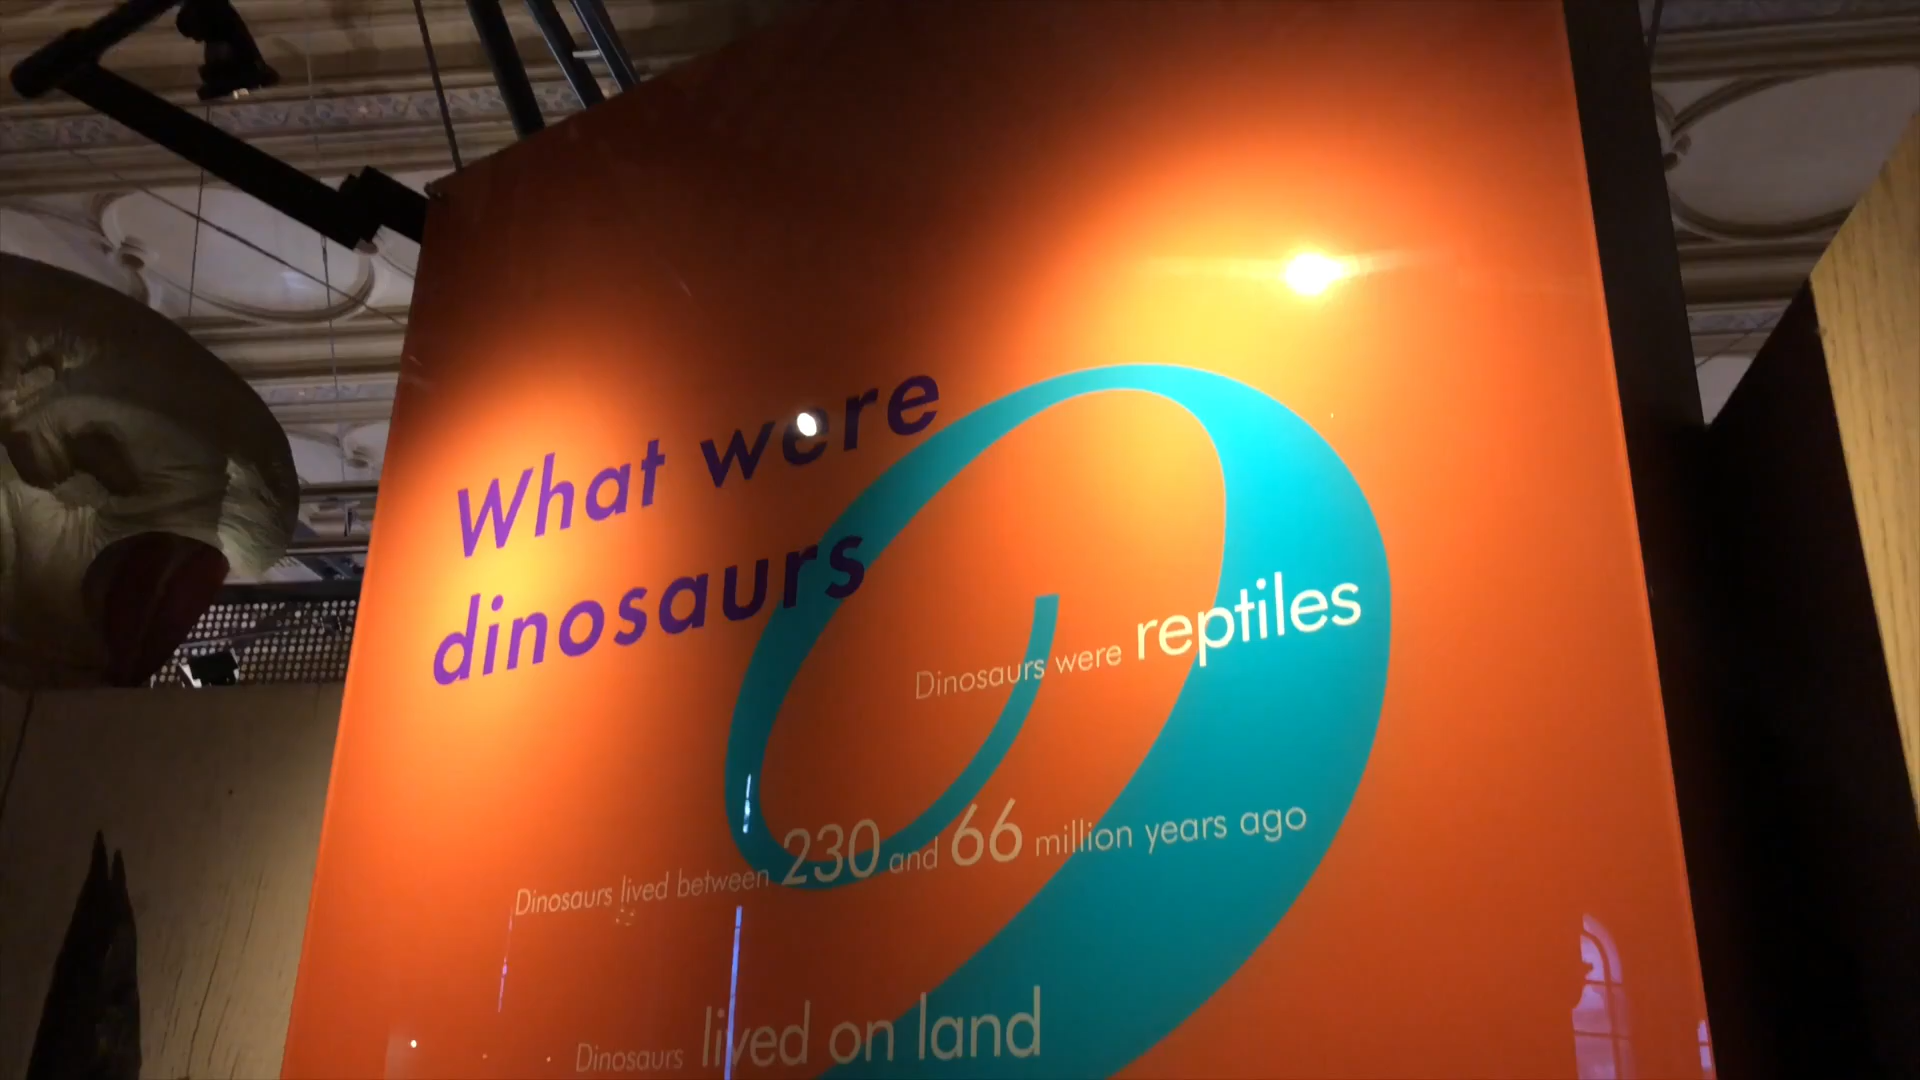 What were
dinosaurs
Dinosaurs were reptiles
Dinosaurs lived between 230 and 66 million years ago
Dinosaurs lived on land